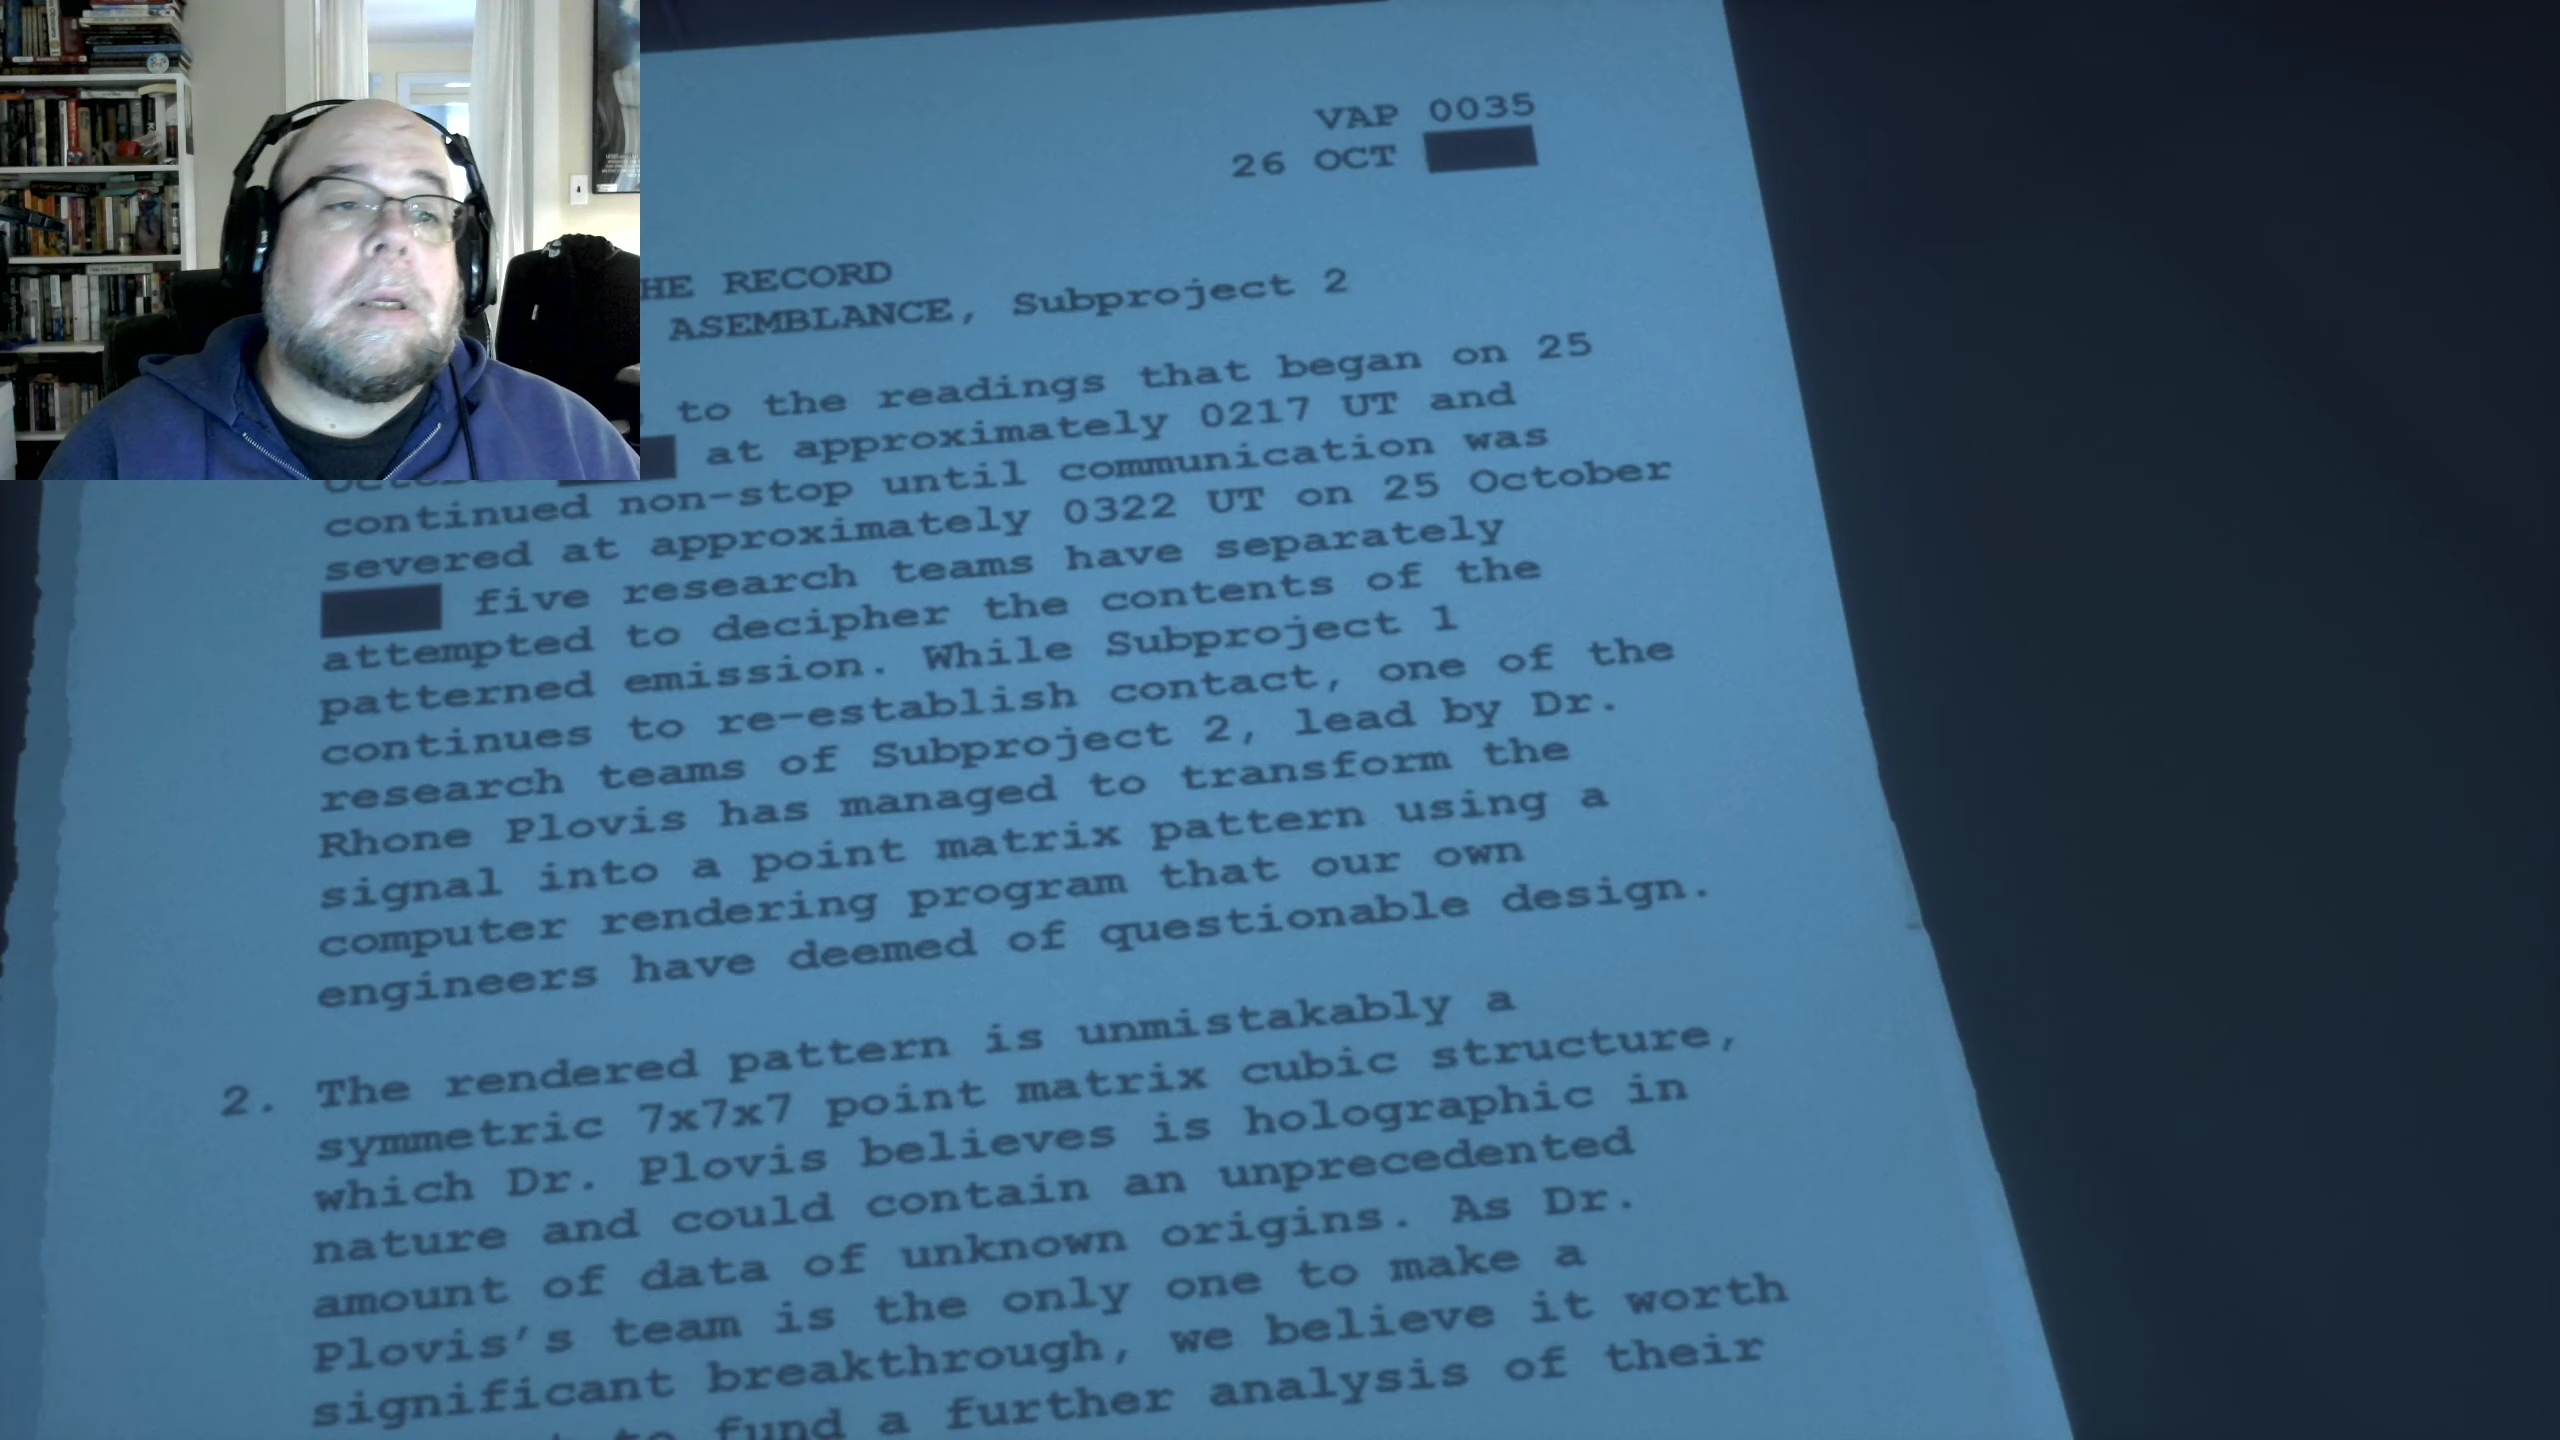 VAP 0035
26 OCT
HE RECORD
ASEMBLANCE, Subproject 2
to the readings that began on 25
at approximately 0217 UT and
continued non-stop until communication was
severed at approximately 0322 UT on 25 October
five research teams have separately
attempted to decipher the contents of the
patterned emission. While Subproject 1
continues to re-establish contact, one of the
research teams of Subproject 2, lead by Dr.
Rhone Plovis has managed to transform the
signal into a point matrix pattern using a
computer rendering program that our own
engineers have deemed of questionable design.
2. The rendered pattern is unmistakably a
symmetric 7x7x7 point matrix cubic structure,
which Dr. Plovis believes is holographic in
nature and could contain an unprecedented
amount of data of unknown origins. As Dr.
Plovis's team is the only one to make a
significant breakthrough, we believe it worth
to fund a further analysis of their